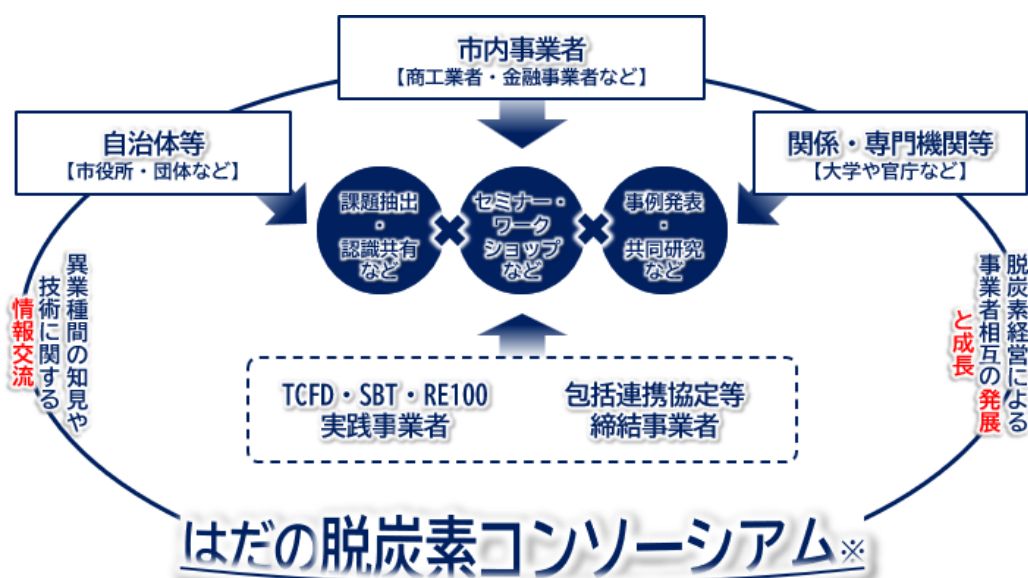 市内事業者
【商工業者・金融事業者など】
自治体等
【市役所・団体など】
関係・専門機関等
【大学や官庁など】
課題抽出
・
認識共有
など
×
セミナー・
ワーク
ショップ
など
×
事例発表
・
共同研究
など
異業種間の知見や
技術に関する
情報交流
脱炭素経営による
事業者相互の発展
と成長
TCFD・SBT・RE100
実践事業者
包括連携協定等
締結事業者
はだの脱炭素コンソーシアム※